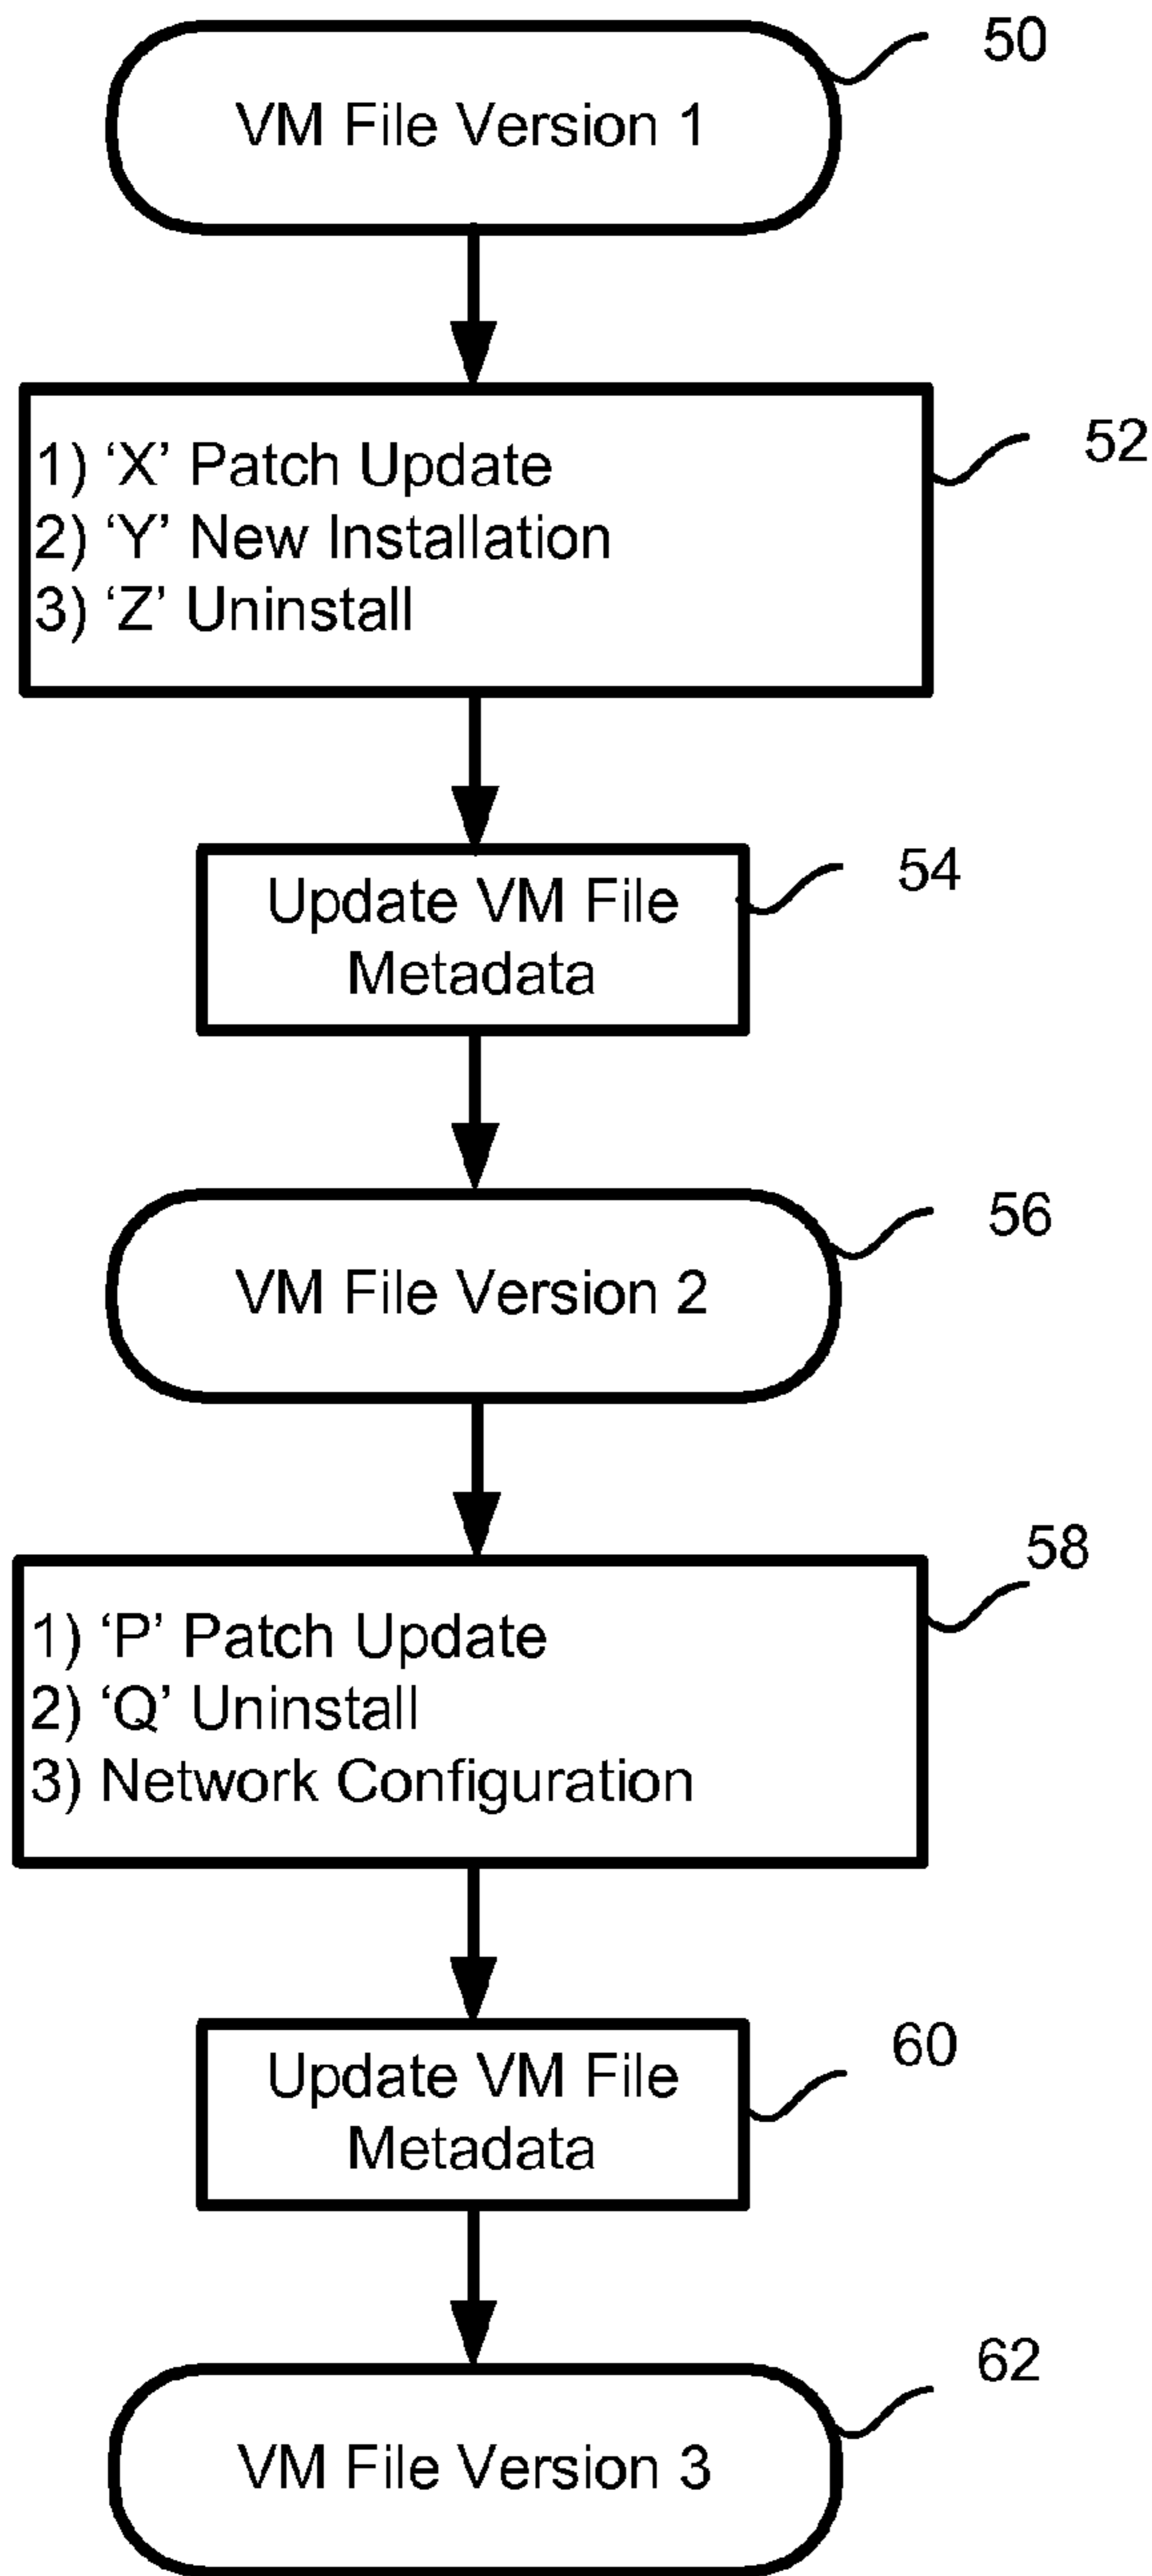 50
VM File Version 1
52
1) ‘X’ Patch Update
2) ‘Y’ New Installation
3) ‘Z’ Uninstall
54
Update VM File
Metadata
56
VM File Version 2
58
1) ‘P’ Patch Update
2) ‘Q’ Uninstall
3) Network Configuration
60
Update VM File
Metadata
62
VM File Version 3